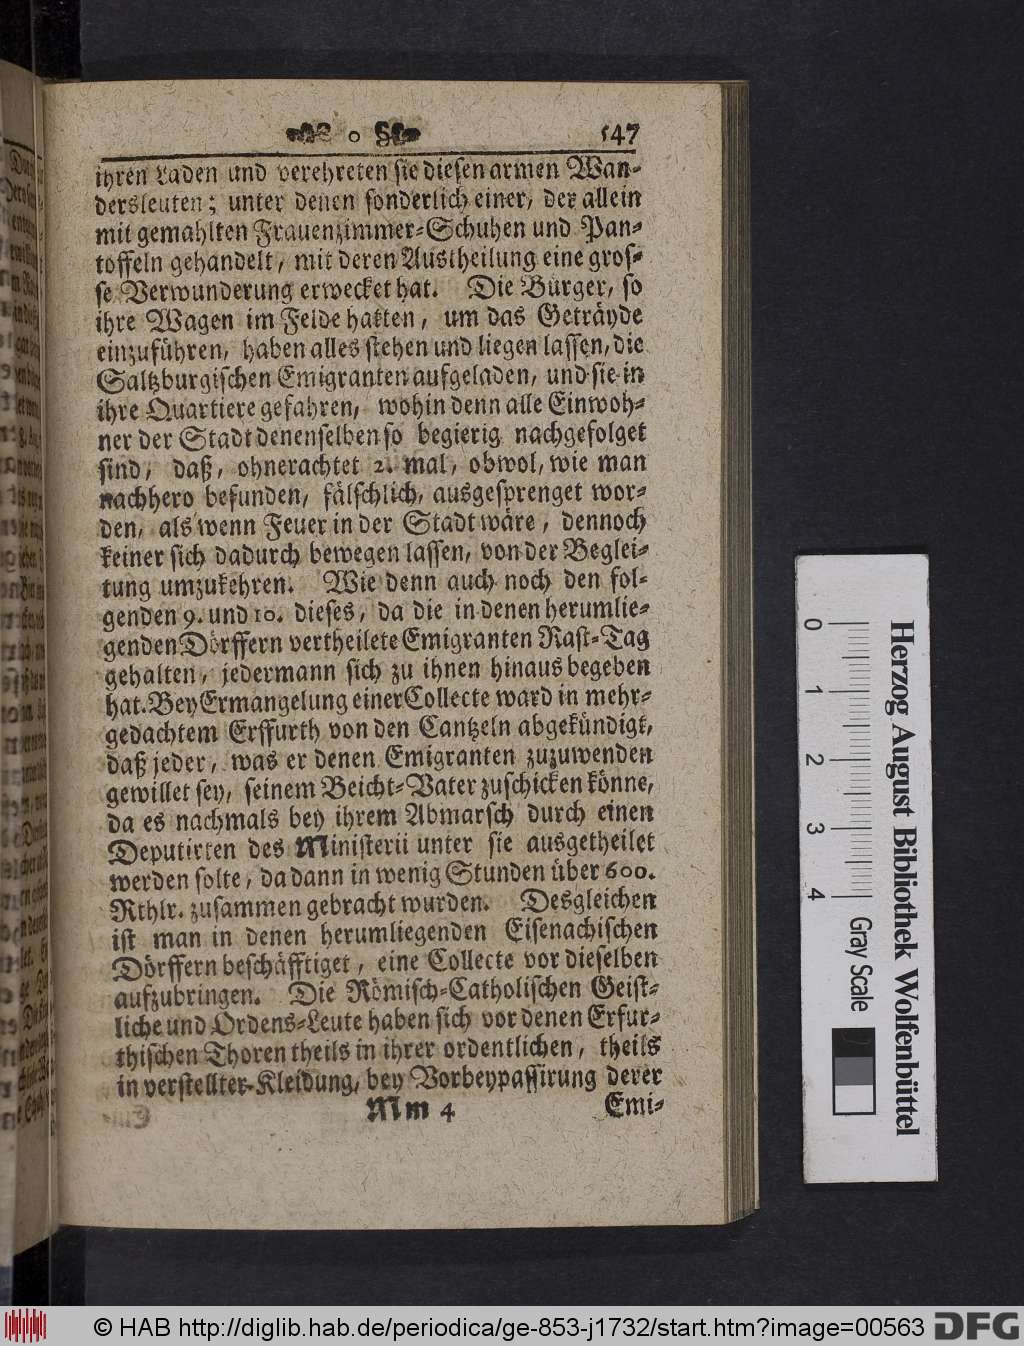 547
ihren Laden und verehreten sie diesen armen Wan-
dersleuten; unter denen sonderlich einer, der allein
mit gemahlten Frauenzimmer-Schuhen und Pan-
toffeln gehandelt, mit deren Austheilung eine gros-
se Verwunderung erwecket hat. Die Bürger, so
ihre Wagen im Felde hatten, um das Geträyde
einzuführen, haben alles stehen und liegen lassen, die
Saltzburgischen Emigranten aufgeladen, und sie in
ihre Quartiere gefahren, wohin denn alle Einwoh-
ner der Stadt denenselben so begierig nachgefolget
sind, daß, ohnerachtet 2. mal, obwol, wie man
nachhero befunden, fälschlich, ausgesprenget wor-
den, als wenn Feuer in der Stadt wäre, dennoch
keiner sich dadurch bewegen lassen, von der Beglei-
tung umzukehren. Wie denn auch noch den fol-
genden 9. und 10. dieses, da die in denen herumlie-
genden Dörffern vertheilete Emigranten Rast-Tag
gehalten, jedermann sich zu ihnen hinaus begeben
hat. Bey Ermangelung einer Collecte ward in mehr-
gedachtem Erffurth von den Cantzeln abgekündigt,
daß jeder, was er denen Emigranten zuzuwenden
gewillet sey, seinem Beicht-Vater zuschicken könne,
da es nachmals bey ihrem Abmarsch durch einen
Deputirten des Ministerii unter sie ausgetheilet
werden solte, da dann in wenig Stunden über 600.
Rthlr. zusammen gebracht wurden. Desgleichen
ist man in denen herumliegenden Eisenachischen
Dörffern beschäfftiget, eine Collecte vor dieselben
aufzubringen. Die Römisch-Catholischen Geist-
liche und Ordens-Leute haben sich vor denen Erfur-
thischen Thoren theils in ihrer ordentlichen, theils
in verstellter Kleidung, bey Vorbeypassirung derer
Mm 4 Emi-
0 1 2 3 4
Gray Scale
Herzog August Bibliothek Wolfenbüttel
© HAB http://diglib.hab.de/periodica/ge-853-j1732/start.htm?image=00563
DFG